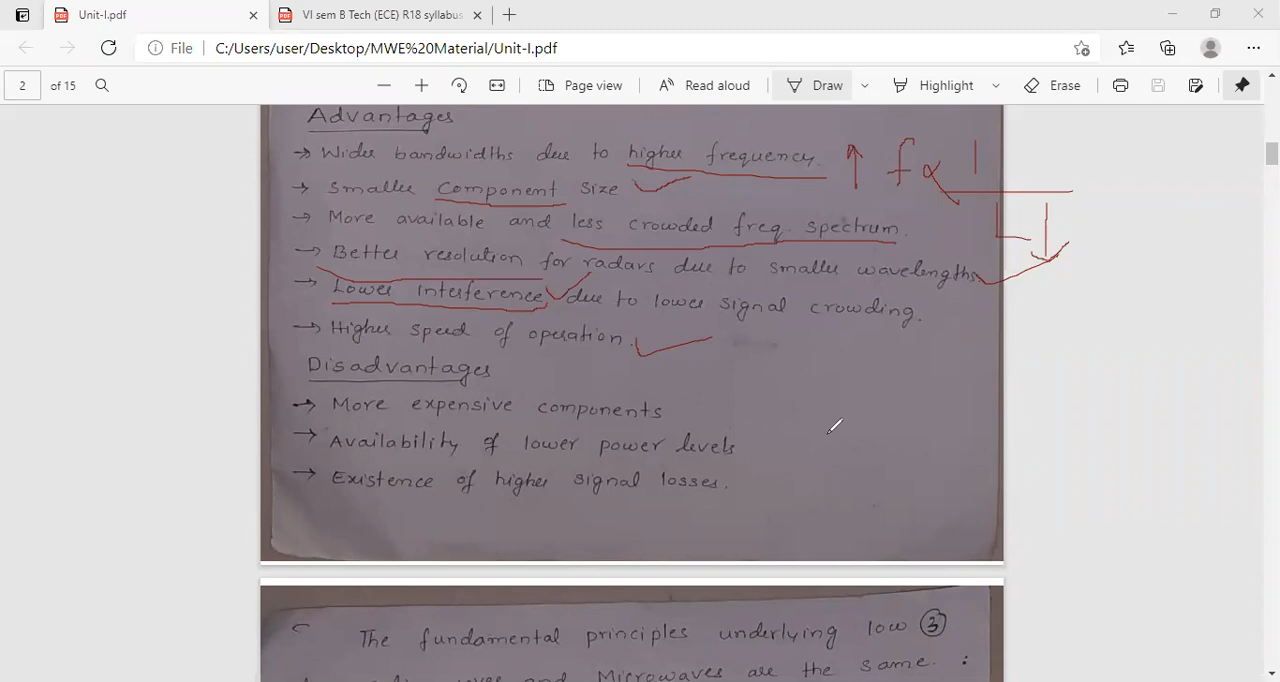 Unit-I.pdf
VI sem B Tech (ECE) R18 syllabus
File C:/Users/user/Desktop/MWE%20Material/Unit-I.pdf
2 of 15 Page view Read aloud Draw Highlight Erase
Advantages
→ Wider bandwidths due to higher frequency. ↑ f ∝ 1
→ Smaller component size
→ More available and less crowded freq. spectrum. L ↓
→ Better resolution for radars due to smaller wavelengths
→ Lower interference due to lower signal crowding.
→ Higher speed of operation.
Disadvantages
→ More expensive components
→ Availability of lower power levels
→ Existence of higher signal losses.
The fundamental principles underlying low 3
and Microwaves are the same.